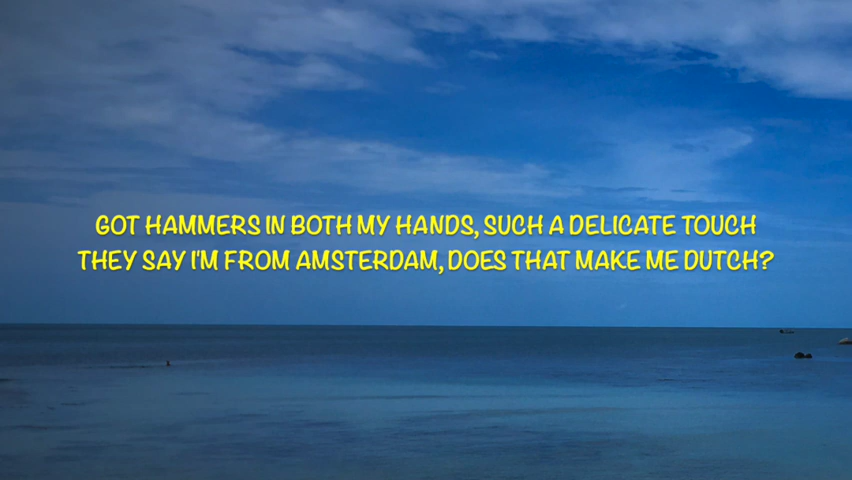 GOT HAMMERS IN BOTH MY HANDS, SUCH A DELICATE TOUCH
THEY SAY I'M FROM AMSTERDAM, DOES THAT MAKE ME DUTCH?